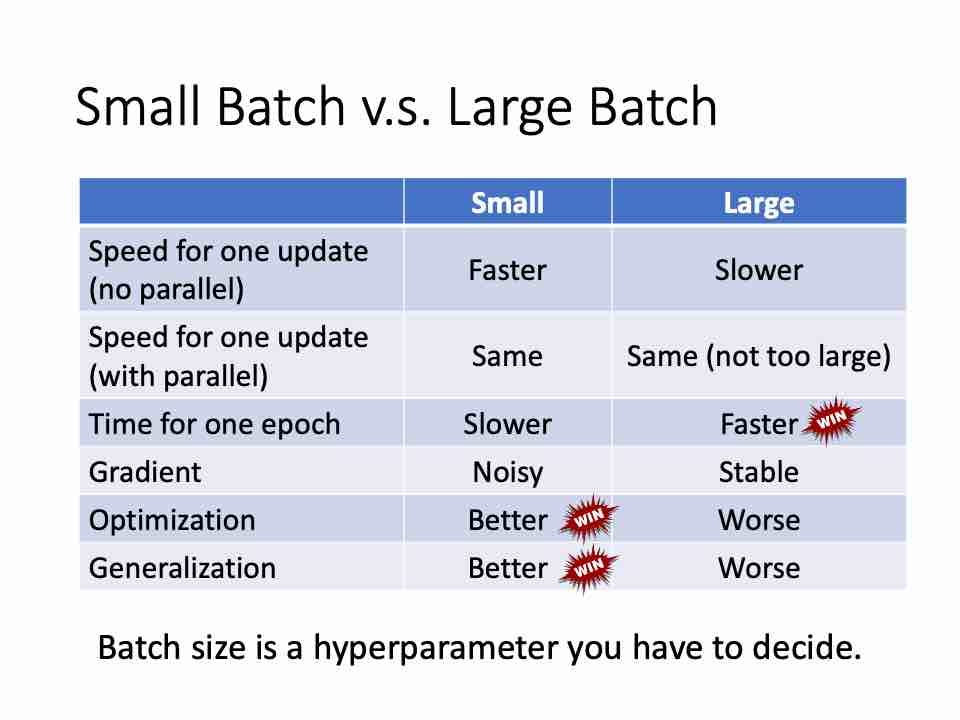 Small Batch v.s. Large Batch
Small Large
Speed for one update
(no parallel) Faster Slower
Speed for one update
(with parallel) Same Same (not too large)
Time for one epoch Slower Faster WIN
Gradient Noisy Stable
Optimization Better WIN Worse
Generalization Better WIN Worse
Batch size is a hyperparameter you have to decide.